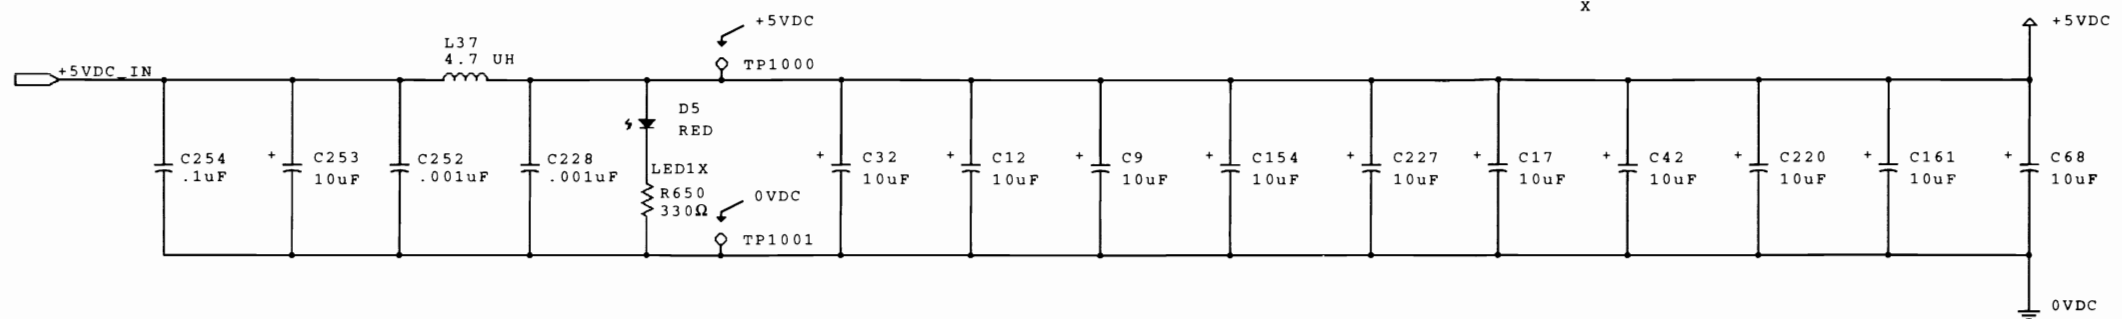 X
+5VDC
+5VDC
L37
4.7 UH
+5VDC_IN
TP1000
D5
RED
C254
.1uF
+
C253
10uF
C252
.001uF
C228
.001uF
LED1X
R650
330Ω
0VDC
TP1001
+
C32
10uF
+
C12
10uF
+
C9
10uF
+
C154
10uF
+
C227
10uF
+
C17
10uF
+
C42
10uF
+
C220
10uF
+
C161
10uF
+
C68
10uF
0VDC